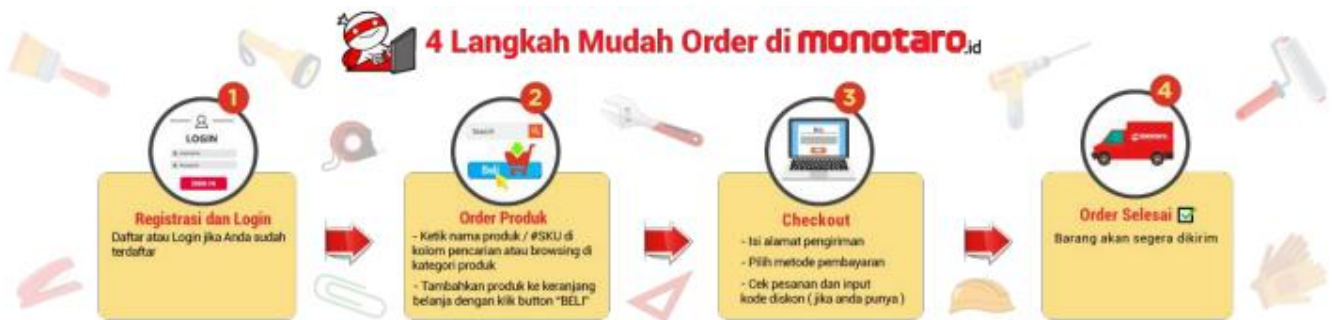 4 Langkah Mudah Order di monotaro.id
1
LOGIN
SIGN IN
Registrasi dan Login
Daftar atau Login jika Anda sudah
terdaftar
2
Search
Beli
Order Produk
- Ketik nama produk / #SKU di
kolom pencarian atau browsing di
kategori produk
- Tambahkan produk ke keranjang
belanja dengan klik button "BELI"
3
Checkout
- Isi alamat pengiriman
- Pilih metode pembayaran
- Cek pesanan dan input
kode diskon ( jika anda punya )
4
Order Selesai
Barang akan segera dikirim